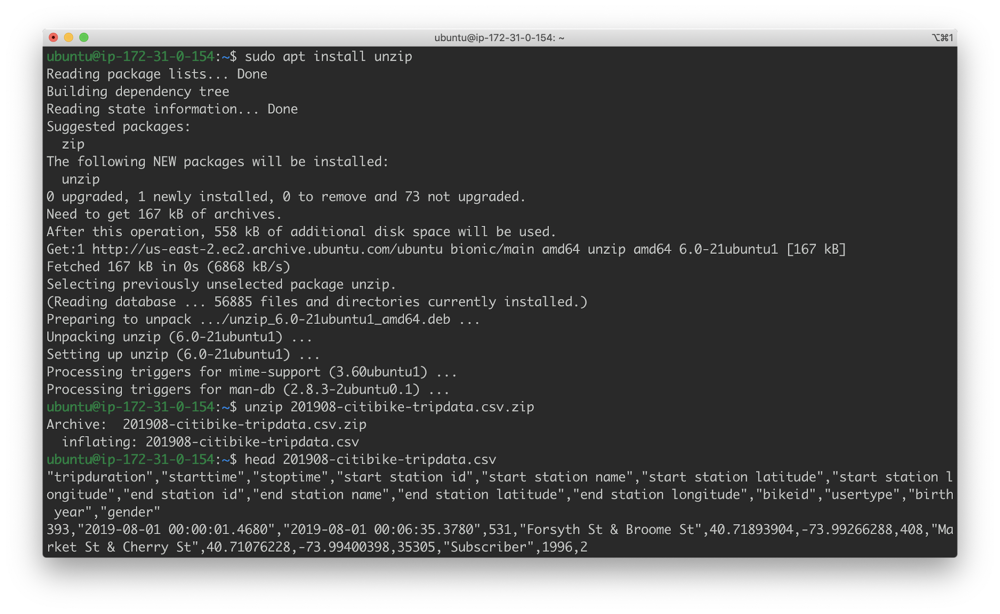 ubuntu@ip-172-31-0-154: ~
⌥⌘1
ubuntu@ip-172-31-0-154:~$ sudo apt install unzip
Reading package lists... Done
Building dependency tree
Reading state information... Done
Suggested packages:
  zip
The following NEW packages will be installed:
  unzip
0 upgraded, 1 newly installed, 0 to remove and 73 not upgraded.
Need to get 167 kB of archives.
After this operation, 558 kB of additional disk space will be used.
Get:1 http://us-east-2.ec2.archive.ubuntu.com/ubuntu bionic/main amd64 unzip amd64 6.0-21ubuntu1 [167 kB]
Fetched 167 kB in 0s (6868 kB/s)
Selecting previously unselected package unzip.
(Reading database ... 56885 files and directories currently installed.)
Preparing to unpack .../unzip_6.0-21ubuntu1_amd64.deb ...
Unpacking unzip (6.0-21ubuntu1) ...
Setting up unzip (6.0-21ubuntu1) ...
Processing triggers for mime-support (3.60ubuntu1) ...
Processing triggers for man-db (2.8.3-2ubuntu0.1) ...
ubuntu@ip-172-31-0-154:~$ unzip 201908-citibike-tripdata.csv.zip
Archive:  201908-citibike-tripdata.csv.zip
  inflating: 201908-citibike-tripdata.csv
ubuntu@ip-172-31-0-154:~$ head 201908-citibike-tripdata.csv
"tripduration","starttime","stoptime","start station id","start station name","start station latitude","start station l
ongitude","end station id","end station name","end station latitude","end station longitude","bikeid","usertype","birth
 year","gender"
393,"2019-08-01 00:00:01.4680","2019-08-01 00:06:35.3780",531,"Forsyth St & Broome St",40.71893904,-73.99266288,408,"Ma
rket St & Cherry St",40.71076228,-73.99400398,35305,"Subscriber",1996,2